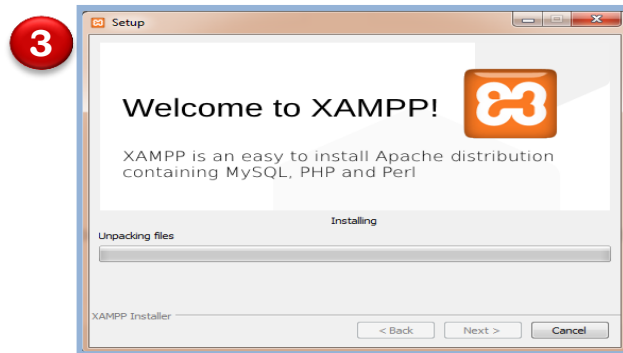 3
Setup
Welcome to XAMPP!
XAMPP is an easy to install Apache distribution
containing MySQL, PHP and Perl
Installing
Unpacking files
XAMPP Installer
< Back Next > Cancel